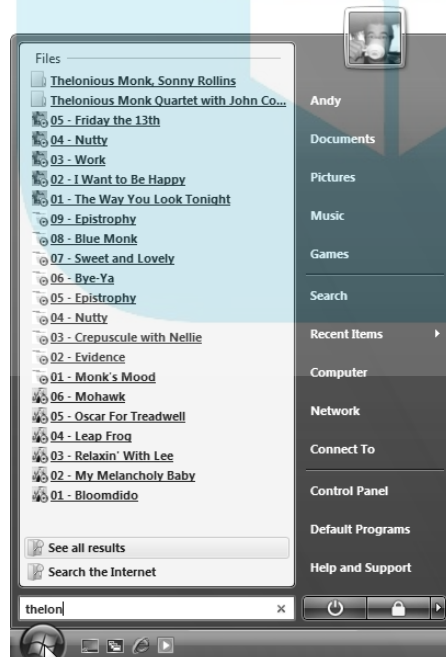 Files
Thelonious Monk, Sonny Rollins
Thelonious Monk Quartet with John Co...
05 - Friday the 13th
04 - Nutty
03 - Work
02 - I Want to Be Happy
01 - The Way You Look Tonight
09 - Epistrophy
08 - Blue Monk
07 - Sweet and Lovely
06 - Bye-Ya
05 - Epistrophy
04 - Nutty
03 - Crepuscule with Nellie
02 - Evidence
01 - Monk's Mood
06 - Mohawk
05 - Oscar For Treadwell
04 - Leap Frog
03 - Relaxin' With Lee
02 - My Melancholy Baby
01 - Bloomdido
See all results
Search the Internet
thelon
Andy
Documents
Pictures
Music
Games
Search
Recent Items
Computer
Network
Connect To
Control Panel
Default Programs
Help and Support